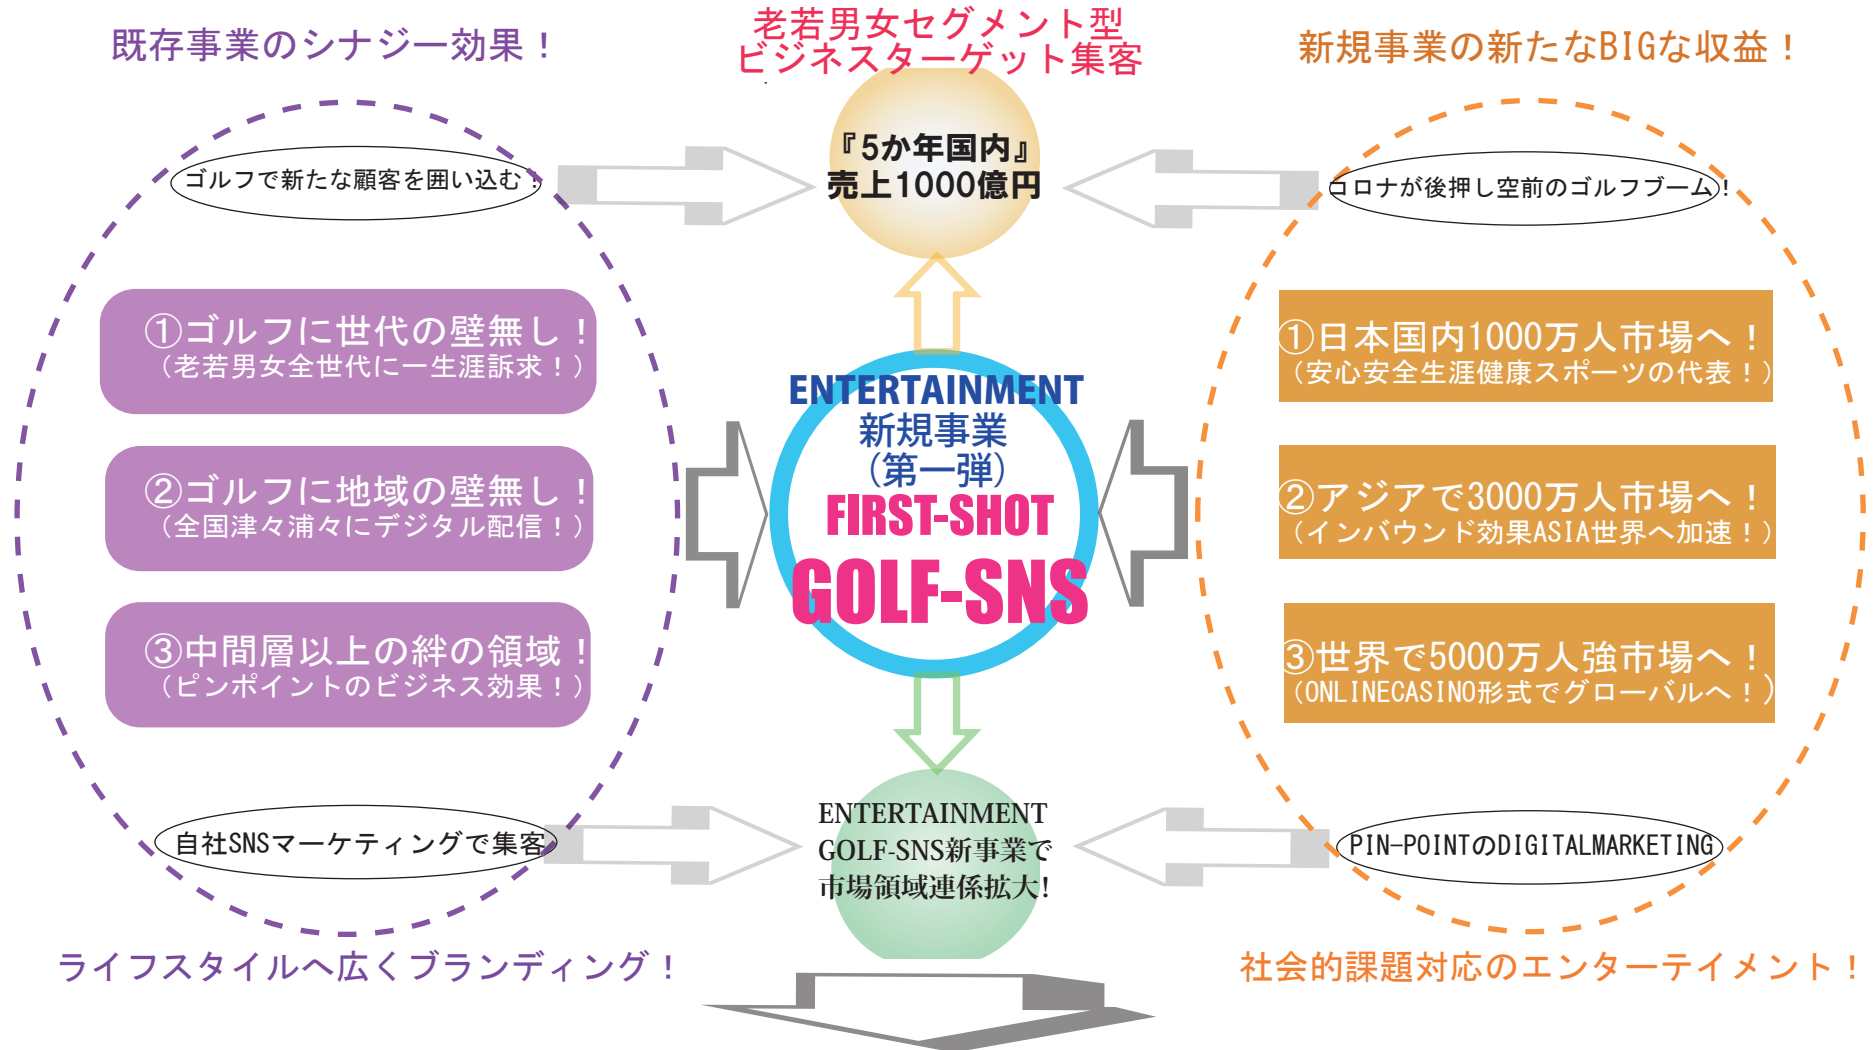 既存事業のシナジー効果！
老若男女セグメント型
ビジネスターゲット集客
新規事業の新たなBIGな収益！
ゴルフで新たな顧客を囲い込む！
『5か年国内』
売上1000億円
コロナが後押し空前のゴルフブーム！
①ゴルフに世代の壁無し！
（老若男女全世代に一生涯訴求！）
②ゴルフに地域の壁無し！
（全国津々浦々にデジタル配信！）
③中間層以上の絆の領域！
（ピンポイントのビジネス効果！）
ENTERTAINMENT
新規事業
（第一弾）
FIRST-SHOT
GOLF-SNS
①日本国内1000万人市場へ！
（安心安全生涯健康スポーツの代表！）
②アジアで3000万人市場へ！
（インバウンド効果ASIA世界へ加速！）
③世界で5000万人強市場へ！
（ONLINECASINO形式でグローバルへ！）
自社SNSマーケティングで集客
ENTERTAINMENT
GOLF-SNS新事業で
市場領域連係拡大!
PIN-POINTのDIGITALMARKETING
ライフスタイルへ広くブランディング！
社会的課題対応のエンターテイメント！